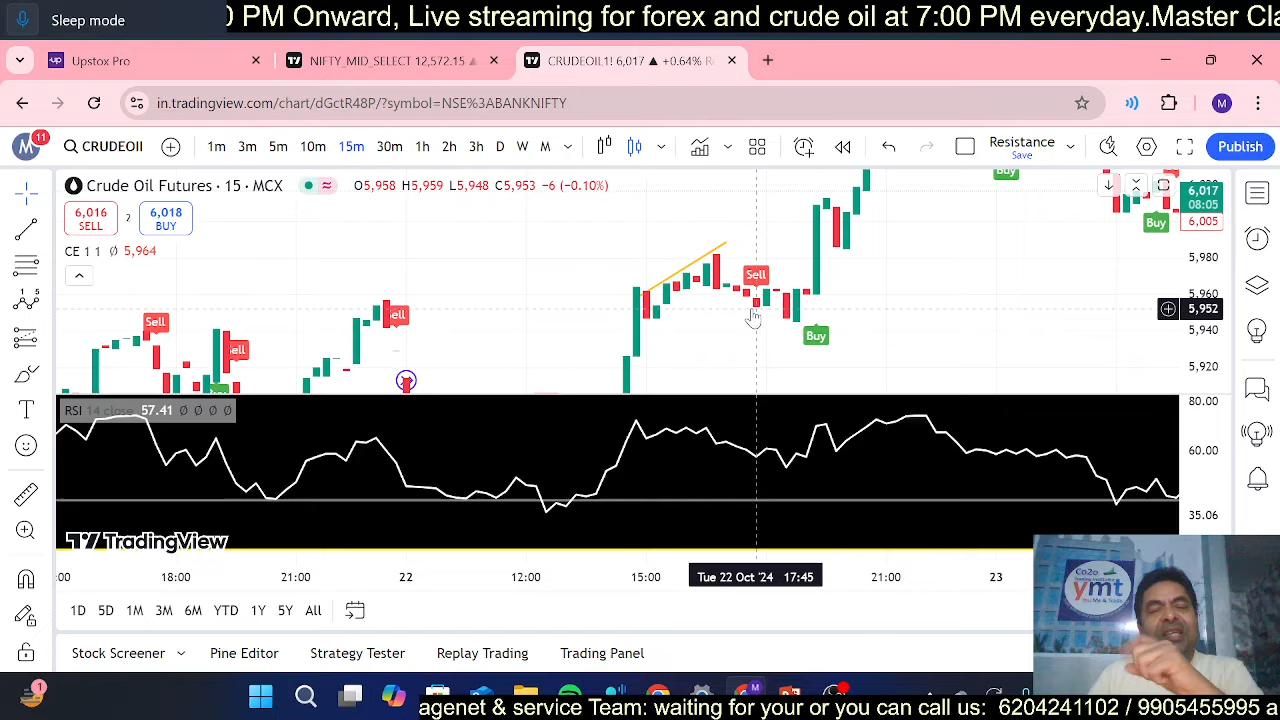 Sleep mode
0 PM Onward, Live streaming for forex and crude oil at 7:00 PM everyday.Master Cla
Upstox Pro
NIFTY_MID_SELECT 12,572.15 ▲
CRUDEOIL1! 6,017 ▲ +0.64% R
in.tradingview.com/chart/dGctR48P/?symbol=NSE%3ABANKNIFTY
M
M 11
CRUDEOIl
1m 3m 5m 10m 15m 30m 1h 2h 3h D W M
Resistance
Save
Publish
Crude Oil Futures · 15 · MCX
O5,958 H5,959 L5,948 C5,953 −6 (−0.10%)
6,016
SELL
2
6,018
BUY
CE 1 1 Ø 5,964
Buy
6,017
08:05
6,005
Buy
5,980
Sell
5,960
5,952
Sell
Sell
ell
ell
Buy
5,940
5,920
RSI 14 close 57.41 Ø Ø Ø Ø
80.00
60.00
35.06
TradingView
:00 18:00 21:00 22 12:00 15:00 Tue 22 Oct '24 17:45 21:00 23
Co2o
ymt
1D 5D 1M 3M 6M YTD 1Y 5Y All
Stock Screener Pine Editor Strategy Tester Replay Trading Trading Panel
1
M
agenet & service Team: waiting for your or you can call us: 6204241102 / 9905455995 a